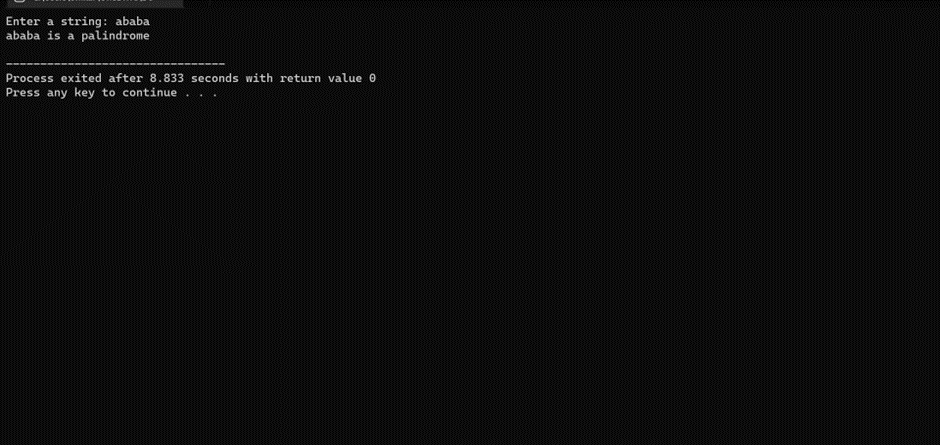 Enter a string: ababa
ababa is a palindrome
--------------------------------
Process exited after 8.833 seconds with return value 0
Press any key to continue . . .